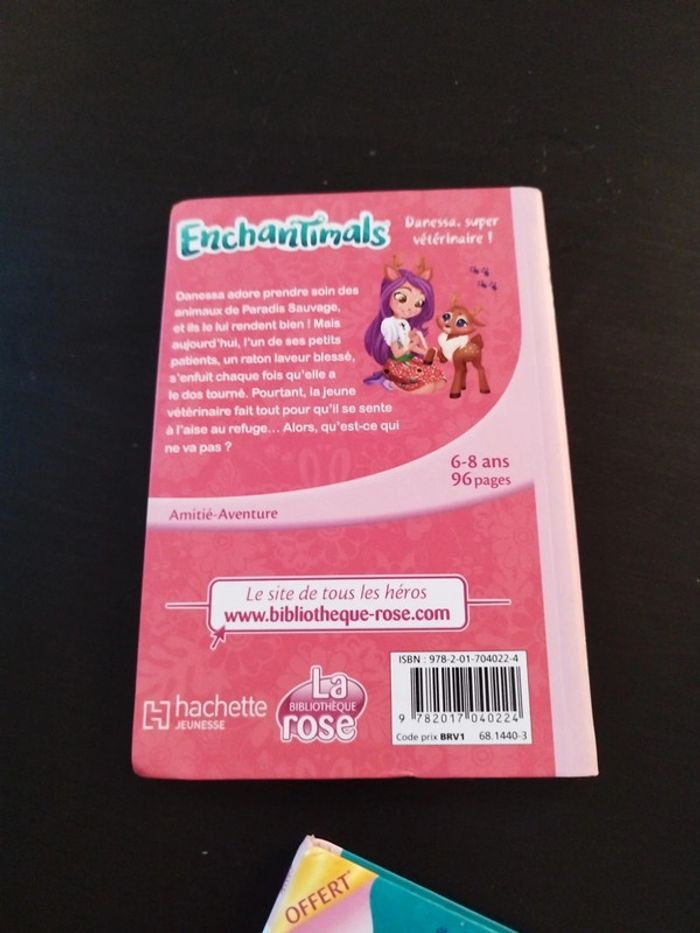 Enchantimals
Danessa, super
vétérinaire !
Danessa adore prendre soin des
animaux de Paradis Sauvage,
et ils le lui rendent bien ! Mais
aujourd'hui, l'un de ses petits
patients, un raton laveur blessé,
s'enfuit chaque fois qu'elle a
le dos tourné. Pourtant, la jeune
vétérinaire fait tout pour qu'il se sente
à l'aise au refuge... Alors, qu'est-ce qui
ne va pas ?
6-8 ans
96 pages
Amitié-Aventure
Le site de tous les héros
www.bibliotheque-rose.com
hachette
JEUNESSE
La
BIBLIOTHÈQUE
rose
ISBN : 978-2-01-704022-4
9 782017 040224
Code prix BRV1 68.1440-3
OFFERT*